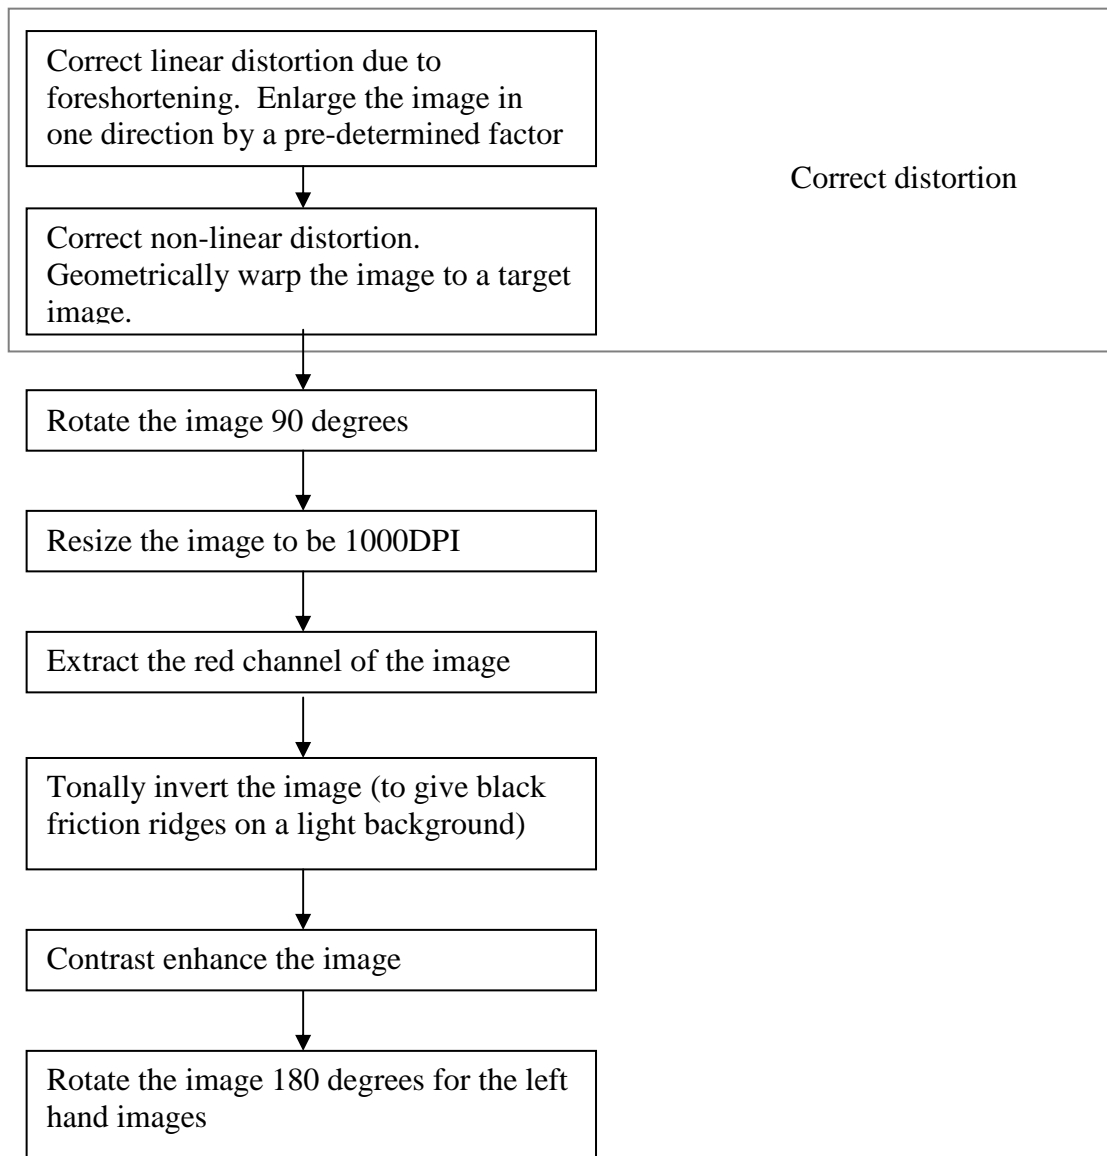 Correct linear distortion due to
foreshortening.  Enlarge the image in
one direction by a pre-determined factor
Correct distortion
Correct non-linear distortion.
Geometrically warp the image to a target
image.
Rotate the image 90 degrees
Resize the image to be 1000DPI
Extract the red channel of the image
Tonally invert the image (to give black
friction ridges on a light background)
Contrast enhance the image
Rotate the image 180 degrees for the left
hand images